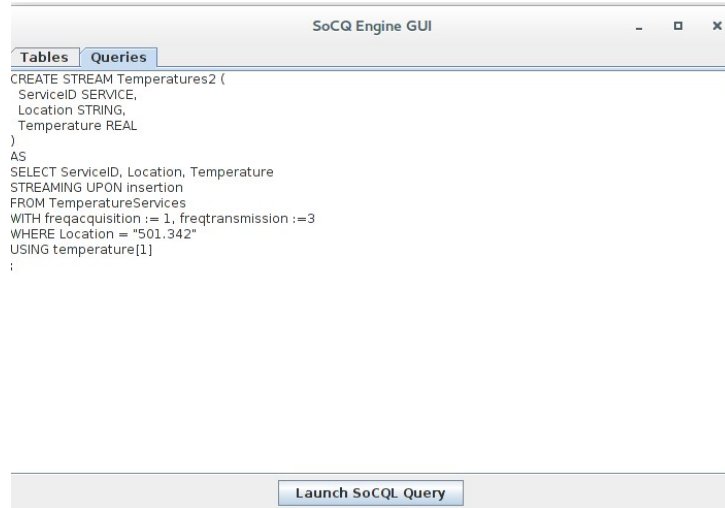 SoCQ Engine GUI
Tables Queries
CREATE STREAM Temperatures2 (
ServiceID SERVICE,
Location STRING,
Temperature REAL
)
AS
SELECT ServiceID, Location, Temperature
STREAMING UPON insertion
FROM TemperatureServices
WITH freqacquisition := 1, freqtransmission :=3
WHERE Location = "501.342"
USING temperature[1]
;
Launch SoCQL Query